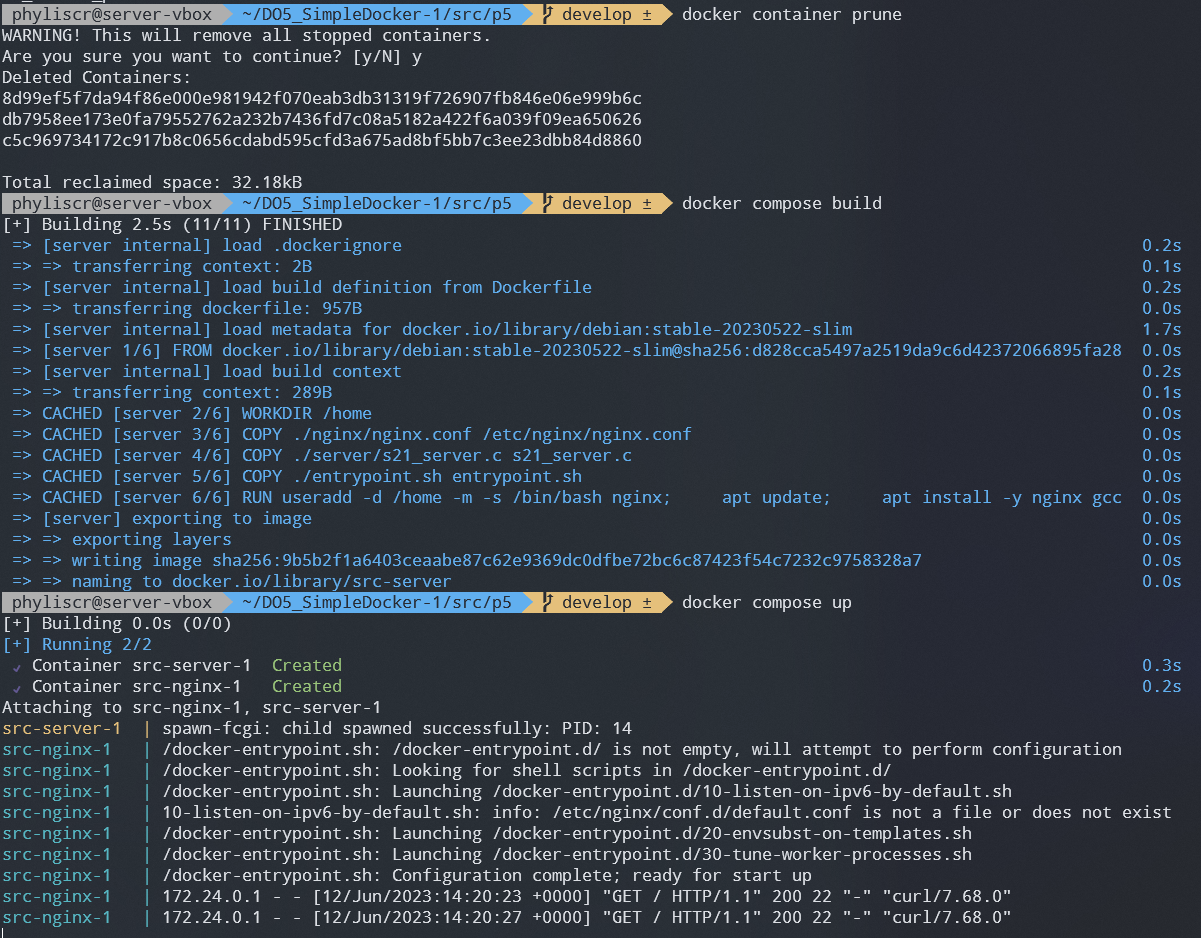 phyliscr@server-vbox ~/DO5_SimpleDocker-1/src/p5 develop ± docker container prune
WARNING! This will remove all stopped containers.
Are you sure you want to continue? [y/N] y
Deleted Containers:
8d99ef5f7da94f86e000e981942f070eab3db31319f726907fb846e06e999b6c
db7958ee173e0fa79552762a232b7436fd7c08a5182a422f6a039f09ea650626
c5c969734172c917b8c0656cdabd595cfd3a675ad8bf5bb7c3ee23dbb84d8860
Total reclaimed space: 32.18kB
phyliscr@server-vbox ~/DO5_SimpleDocker-1/src/p5 develop ± docker compose build
[+] Building 2.5s (11/11) FINISHED
=> [server internal] load .dockerignore 0.2s
=> => transferring context: 2B 0.1s
=> [server internal] load build definition from Dockerfile 0.2s
=> => transferring dockerfile: 957B 0.0s
=> [server internal] load metadata for docker.io/library/debian:stable-20230522-slim 1.7s
=> [server 1/6] FROM docker.io/library/debian:stable-20230522-slim@sha256:d828cca5497a2519da9c6d42372066895fa28 0.0s
=> [server internal] load build context 0.2s
=> => transferring context: 289B 0.1s
=> CACHED [server 2/6] WORKDIR /home 0.0s
=> CACHED [server 3/6] COPY ./nginx/nginx.conf /etc/nginx/nginx.conf 0.0s
=> CACHED [server 4/6] COPY ./server/s21_server.c s21_server.c 0.0s
=> CACHED [server 5/6] COPY ./entrypoint.sh entrypoint.sh 0.0s
=> CACHED [server 6/6] RUN useradd -d /home -m -s /bin/bash nginx;     apt update;     apt install -y nginx gcc 0.0s
=> [server] exporting to image 0.0s
=> => exporting layers 0.0s
=> => writing image sha256:9b5b2f1a6403ceaabe87c62e9369dc0dfbe72bc6c87423f54c7232c9758328a7 0.0s
=> => naming to docker.io/library/src-server 0.0s
phyliscr@server-vbox ~/DO5_SimpleDocker-1/src/p5 develop ± docker compose up
[+] Building 0.0s (0/0)
[+] Running 2/2
✔ Container src-server-1  Created 0.3s
✔ Container src-nginx-1   Created 0.2s
Attaching to src-nginx-1, src-server-1
src-server-1  | spawn-fcgi: child spawned successfully: PID: 14
src-nginx-1   | /docker-entrypoint.sh: /docker-entrypoint.d/ is not empty, will attempt to perform configuration
src-nginx-1   | /docker-entrypoint.sh: Looking for shell scripts in /docker-entrypoint.d/
src-nginx-1   | /docker-entrypoint.sh: Launching /docker-entrypoint.d/10-listen-on-ipv6-by-default.sh
src-nginx-1   | 10-listen-on-ipv6-by-default.sh: info: /etc/nginx/conf.d/default.conf is not a file or does not exist
src-nginx-1   | /docker-entrypoint.sh: Launching /docker-entrypoint.d/20-envsubst-on-templates.sh
src-nginx-1   | /docker-entrypoint.sh: Launching /docker-entrypoint.d/30-tune-worker-processes.sh
src-nginx-1   | /docker-entrypoint.sh: Configuration complete; ready for start up
src-nginx-1   | 172.24.0.1 - - [12/Jun/2023:14:20:23 +0000] "GET / HTTP/1.1" 200 22 "-" "curl/7.68.0"
src-nginx-1   | 172.24.0.1 - - [12/Jun/2023:14:20:27 +0000] "GET / HTTP/1.1" 200 22 "-" "curl/7.68.0"